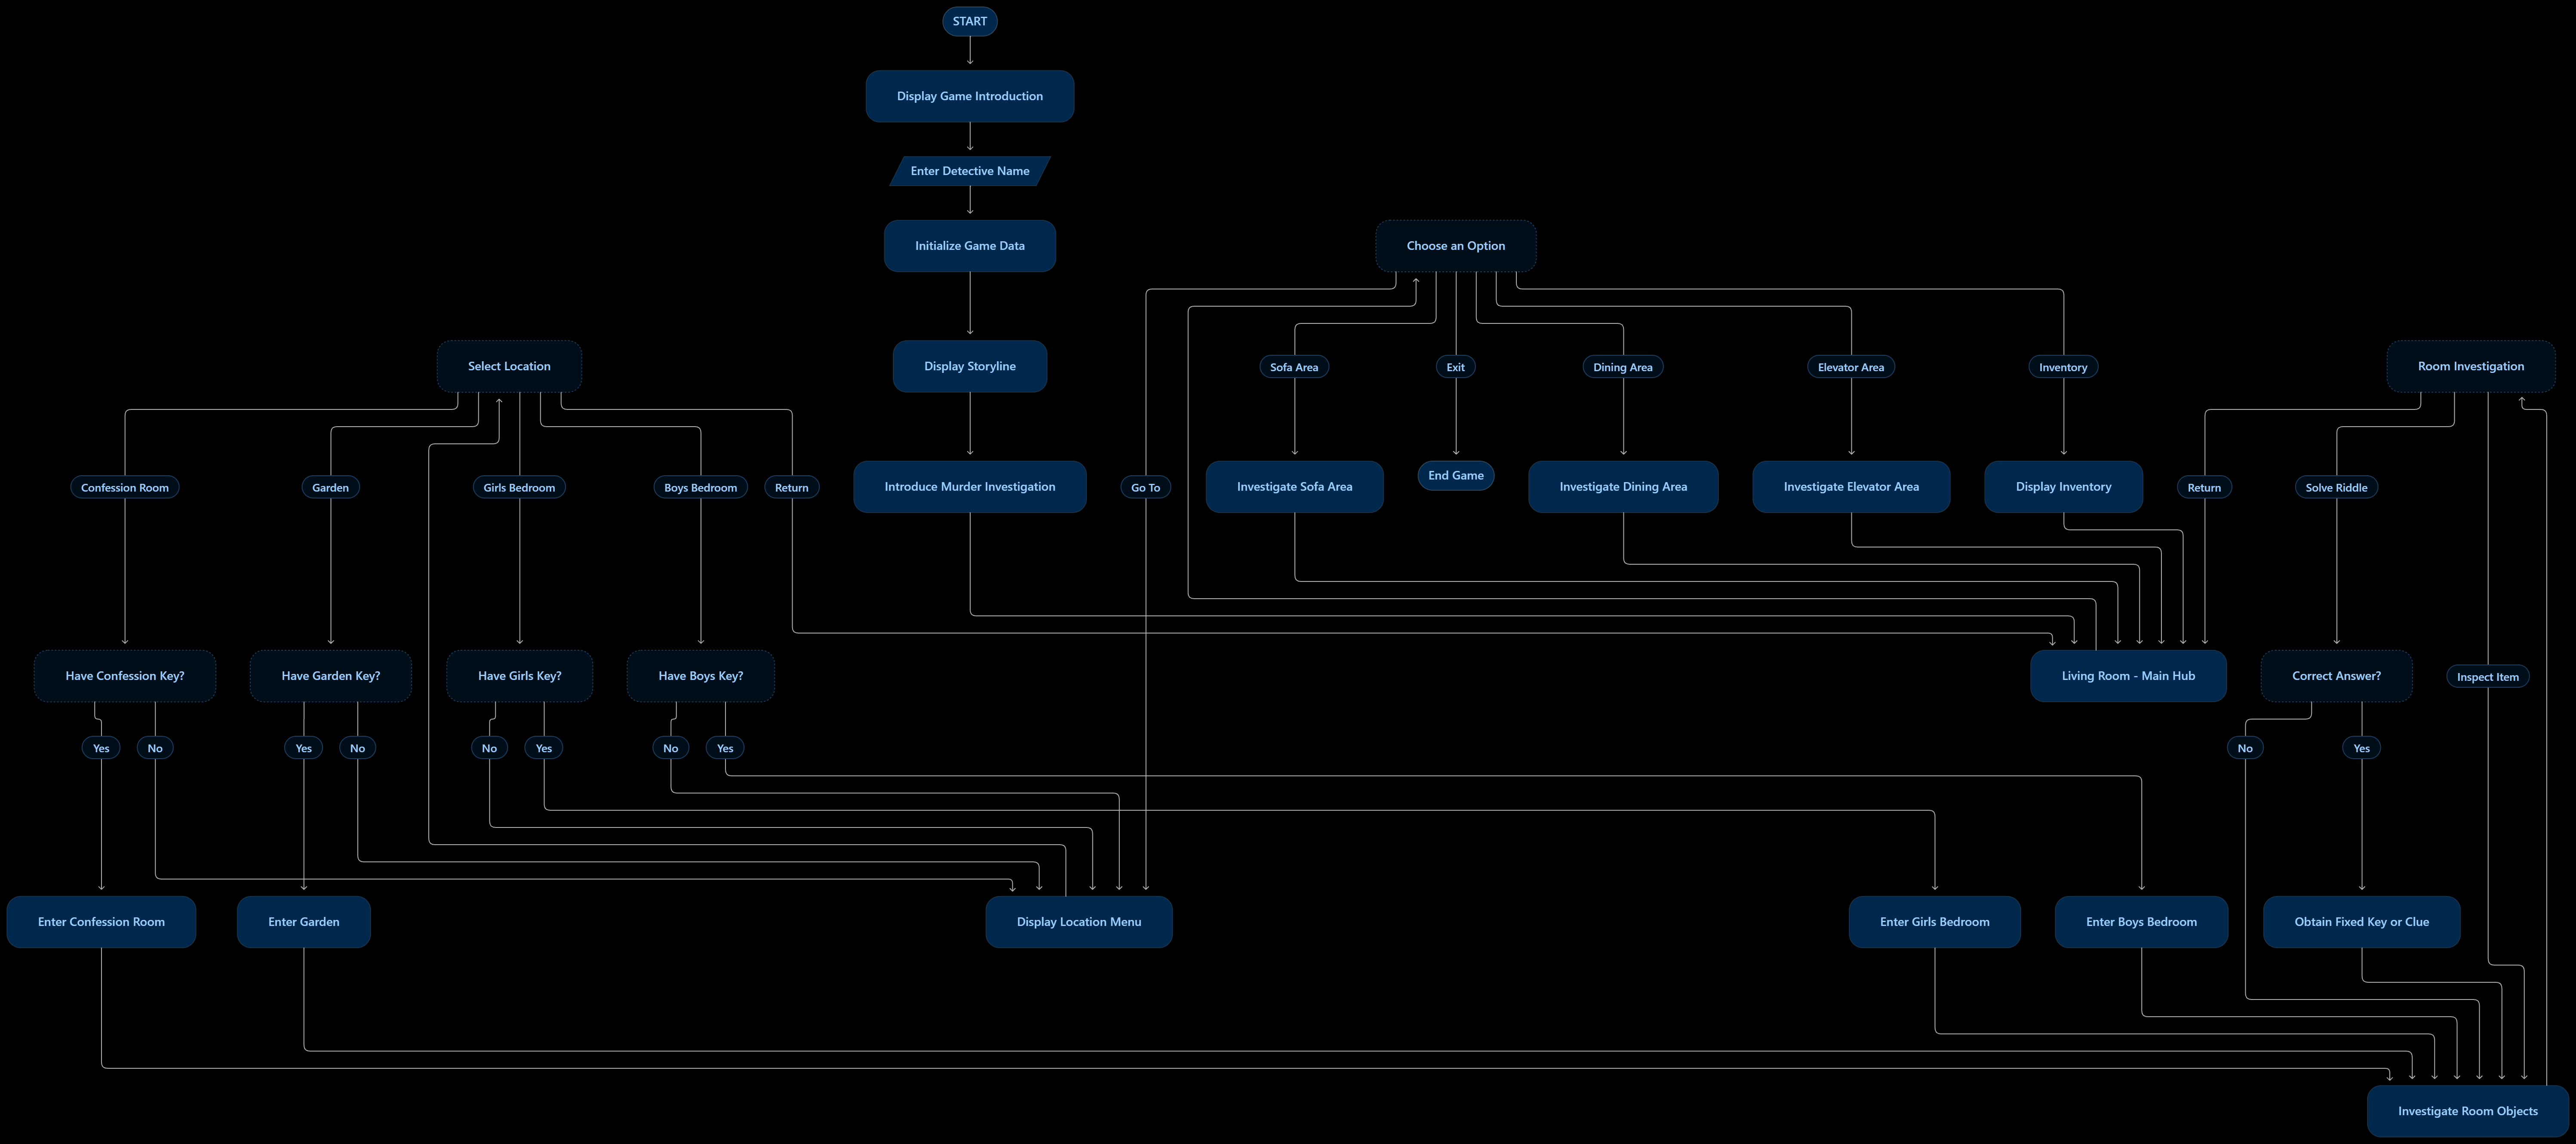 START
Display Game Introduction
Enter Detective Name
Initialize Game Data
Choose an Option
Select Location
Display Storyline
Sofa Area
Exit
Dining Area
Elevator Area
Inventory
Room Investigation
Confession Room
Garden
Girls Bedroom
Boys Bedroom
Return
Introduce Murder Investigation
Go To
Investigate Sofa Area
End Game
Investigate Dining Area
Investigate Elevator Area
Display Inventory
Return
Solve Riddle
Have Confession Key?
Have Garden Key?
Have Girls Key?
Have Boys Key?
Living Room - Main Hub
Correct Answer?
Inspect Item
Yes
No
Yes
No
No
Yes
No
Yes
No
Yes
Enter Confession Room
Enter Garden
Display Location Menu
Enter Girls Bedroom
Enter Boys Bedroom
Obtain Fixed Key or Clue
Investigate Room Objects